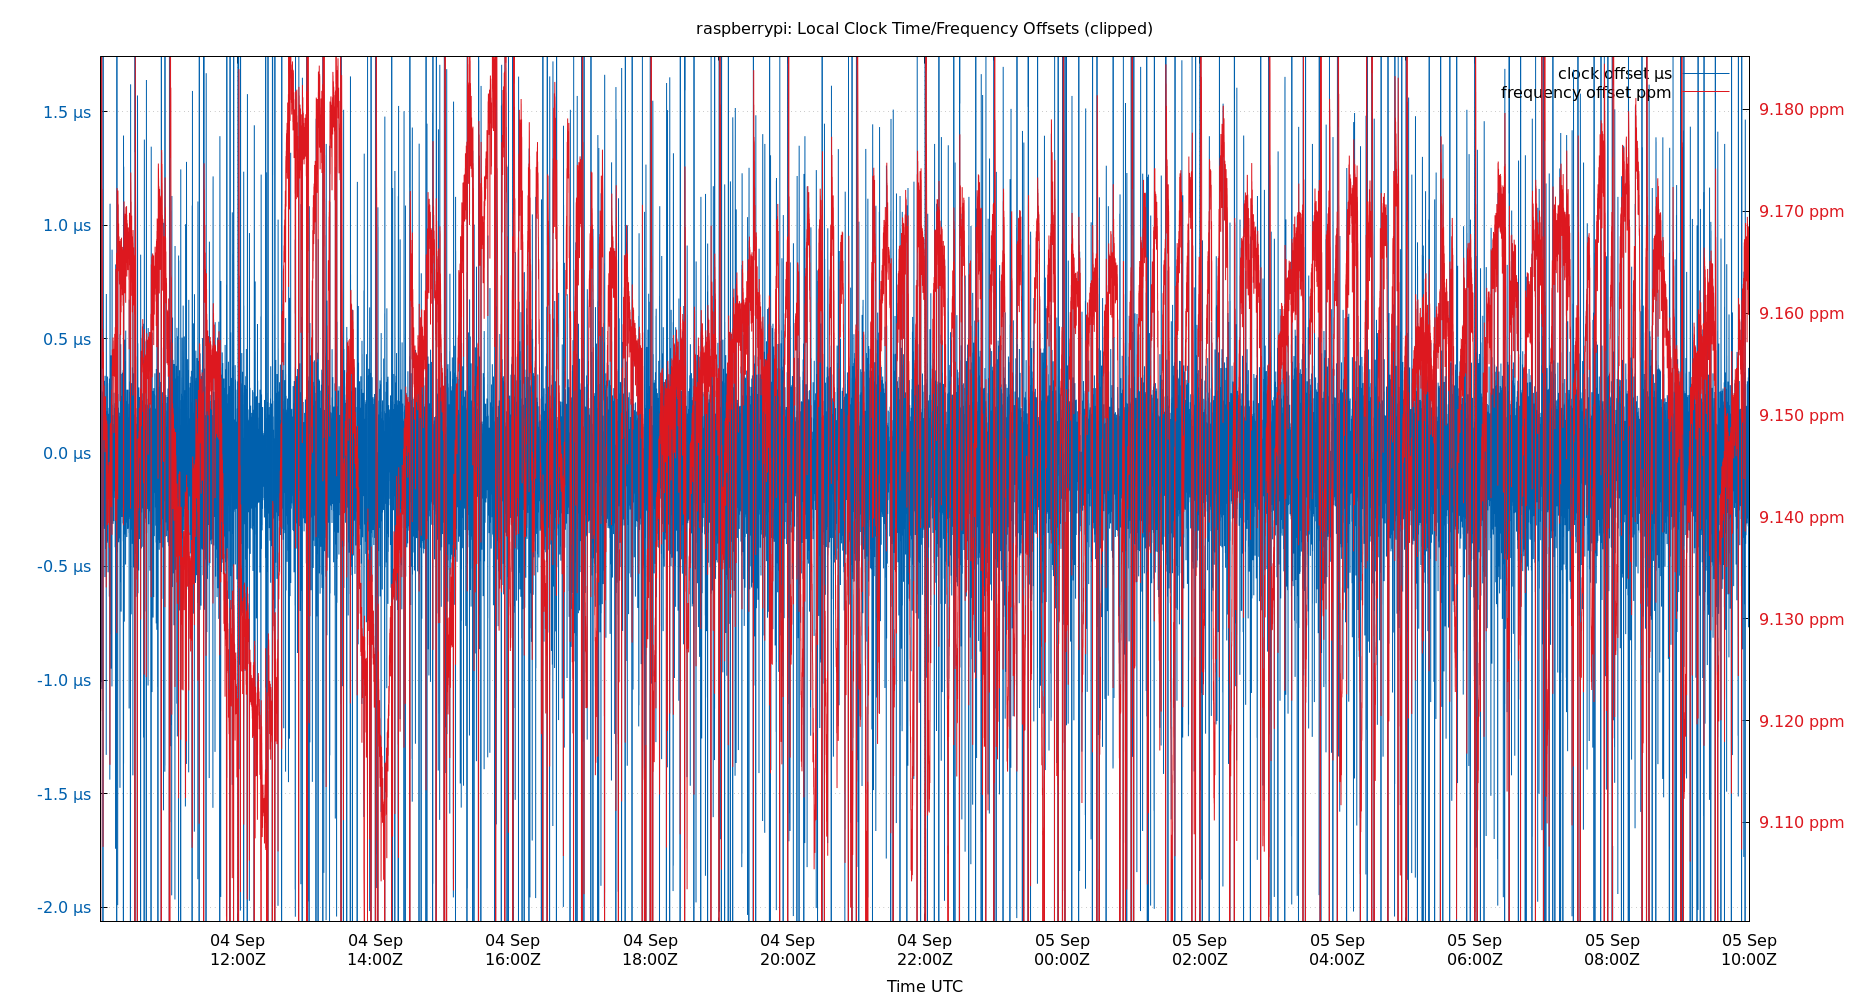 raspberrypi: Local Clock Time/Frequency Offsets (clipped)
clock offset µs
frequency offset ppm
1.5 µs
1.0 µs
0.5 µs
0.0 µs
-0.5 µs
-1.0 µs
-1.5 µs
-2.0 µs
9.180 ppm
9.170 ppm
9.160 ppm
9.150 ppm
9.140 ppm
9.130 ppm
9.120 ppm
9.110 ppm
04 Sep
12:00Z
04 Sep
14:00Z
04 Sep
16:00Z
04 Sep
18:00Z
04 Sep
20:00Z
04 Sep
22:00Z
05 Sep
00:00Z
05 Sep
02:00Z
05 Sep
04:00Z
05 Sep
06:00Z
05 Sep
08:00Z
05 Sep
10:00Z
Time UTC